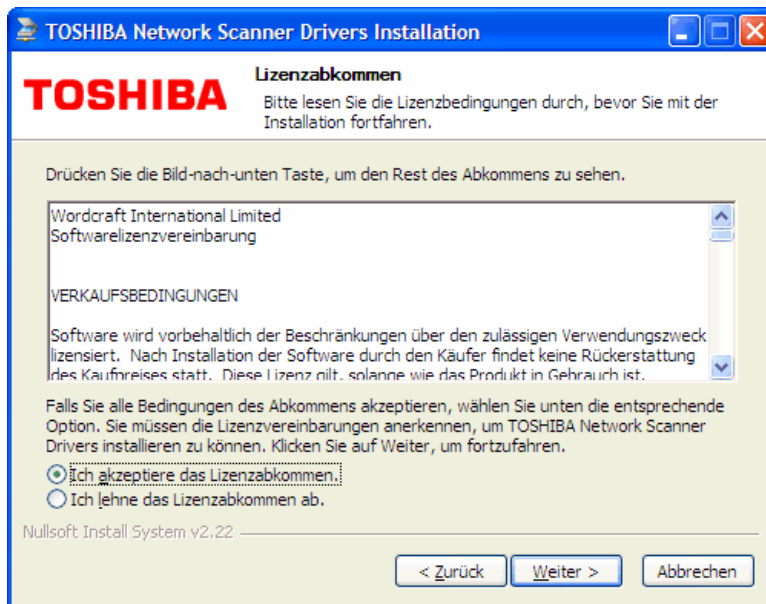 TOSHIBA Network Scanner Drivers Installation
TOSHIBA
Lizenzabkommen
Bitte lesen Sie die Lizenzbedingungen durch, bevor Sie mit der
Installation fortfahren.
Drücken Sie die Bild-nach-unten Taste, um den Rest des Abkommens zu sehen.
Wordcraft International Limited
Softwarelizenzvereinbarung
VERKAUFSBEDINGUNGEN
Software wird vorbehaltlich der Beschränkungen über den zulässigen Verwendungszweck
lizensiert. Nach Installation der Software durch den Käufer findet keine Rückerstattung
des Kaufpreises statt. Diese Lizenz gilt, solange wie das Produkt in Gebrauch ist.
Falls Sie alle Bedingungen des Abkommens akzeptieren, wählen Sie unten die entsprechende
Option. Sie müssen die Lizenzvereinbarungen anerkennen, um TOSHIBA Network Scanner
Drivers installieren zu können. Klicken Sie auf Weiter, um fortzufahren.
Ich akzeptiere das Lizenzabkommen.
Ich lehne das Lizenzabkommen ab.
Nullsoft Install System v2.22
< Zurück
Weiter >
Abbrechen